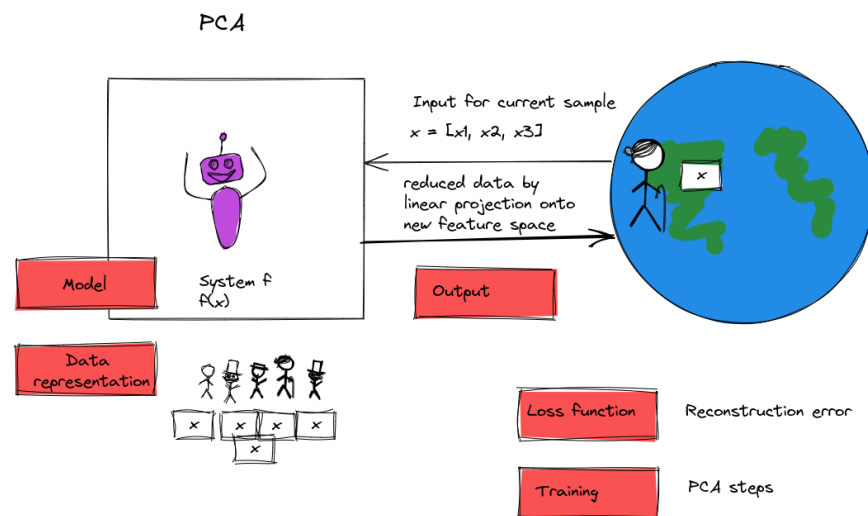 PCA
Input for current sample
x = [x1, x2, x3]
x
reduced data by
linear projection onto
new feature space
System f
f(x)
Model
Output
Data
representation
x x x x
x
Loss function
Reconstruction error
Training
PCA steps